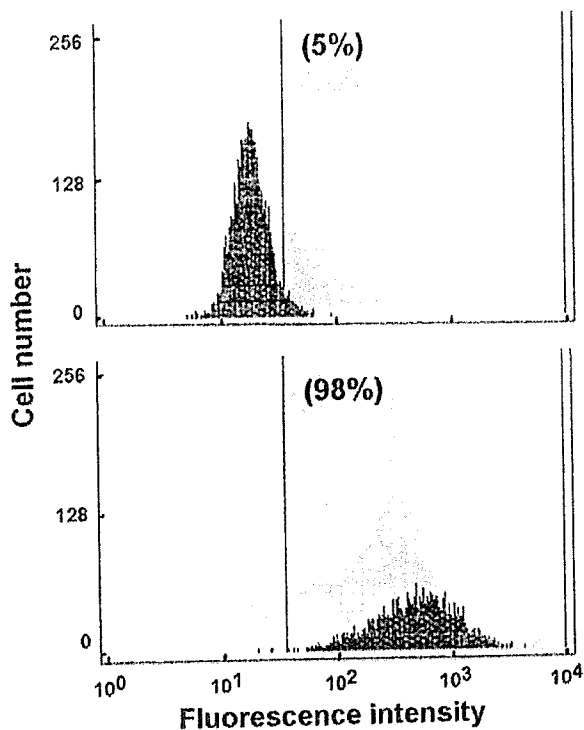 256
(5%)
128
0
256
(98%)
128
0
Cell number
10⁰ 10¹ 10² 10³ 10⁴
Fluorescence intensity